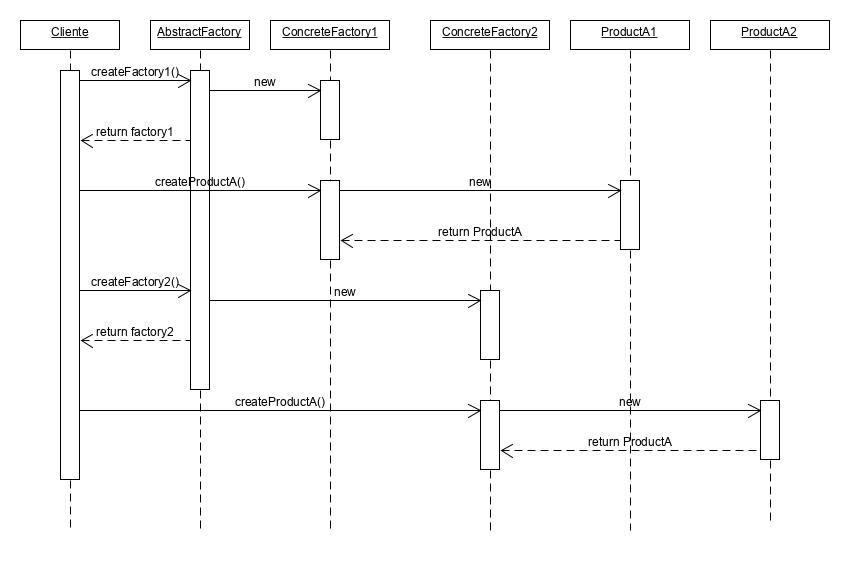 Cliente
AbstractFactory
ConcreteFactory1
ConcreteFactory2
ProductA1
ProductA2
createFactory1()
new
return factory1
createProductA()
new
return ProductA
createFactory2()
new
return factory2
createProductA()
new
return ProductA